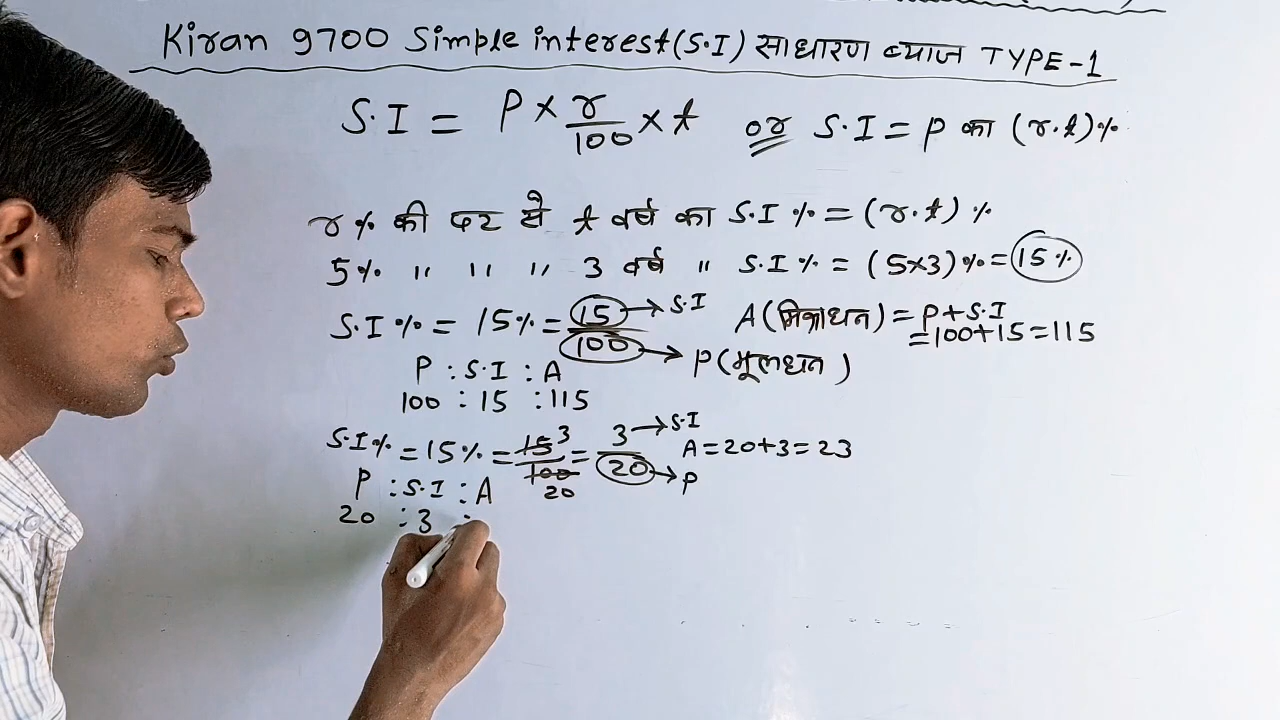 Kiran 9700 Simple interest(S.I) साधारण ब्याज TYPE-1
S.I = P × r/100 × t or S.I = P का (r.t)%
r% की दर से t वर्ष का S.I % = (r.t) %
5% " " " 3 वर्ष " S.I % = (5×3)% = 15%
S.I % = 15% = 15/100 → S.I A(मिश्रधन) = P+S.I
= 100+15 = 115
→ P(मूलधन)
P : S.I : A
100 : 15 : 115
S.I % = 15% = 15 3/100 20 = 3/20 → S.I A = 20+3 = 23
→ P
P : S.I : A
20 : 3 :